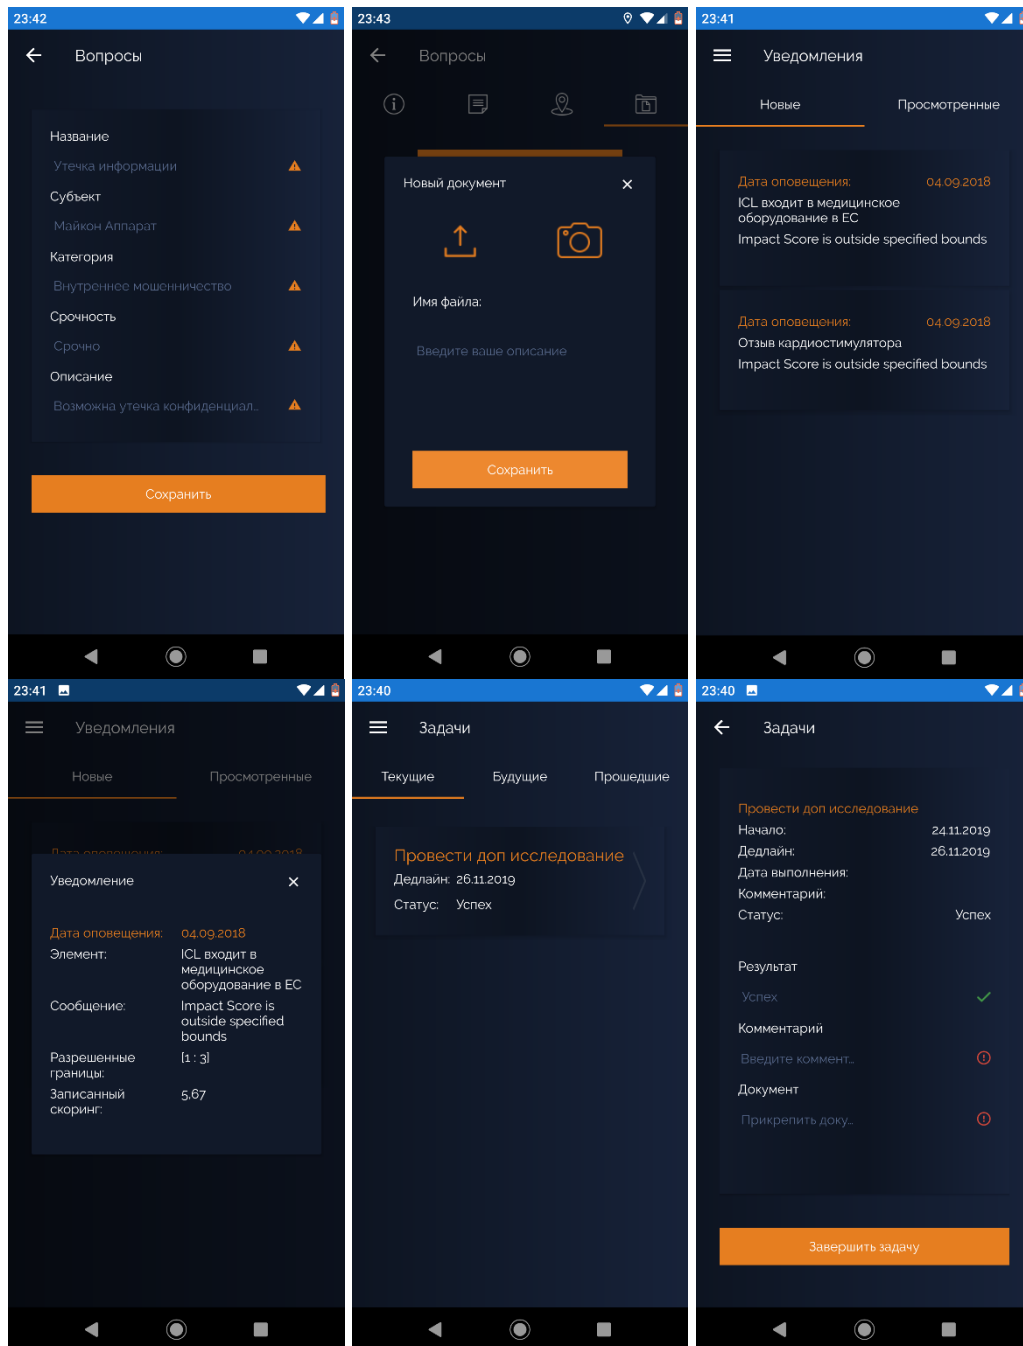 23:42
Вопросы
Название
Утечка информации
Субъект
Майкон Аппарат
Категория
Внутреннее мошенничество
Срочность
Срочно
Описание
Возможна утечка конфиденциал...
Сохранить
23:43
Вопросы
Новый документ
Имя файла:
Введите ваше описание
Сохранить
23:41
Уведомления
Новые Просмотренные
Дата оповещения: 04.09.2018
ICL входит в медицинское
оборудование в ЕС
Impact Score is outside specified bounds
Дата оповещения: 04.09.2018
Отзыв кардиостимулятора
Impact Score is outside specified bounds
23:41
Уведомления
Новые Просмотренные
Дата оповещения: 04.09.2018
Уведомление
Дата оповещения: 04.09.2018
Элемент: ICL входит в
медицинское
оборудование в ЕС
Сообщение: Impact Score is
outside specified
bounds
Разрешенные [1 : 3]
границы:
Записанный 5,67
скоринг:
23:40
Задачи
Текущие Будущие Прошедшие
Провести доп исследование
Дедлайн: 26.11.2019
Статус: Успех
23:40
Задачи
Провести доп исследование
Начало: 24.11.2019
Дедлайн: 26.11.2019
Дата выполнения:
Комментарий:
Статус: Успех
Результат
Успех
Комментарий
Введите коммент...
Документ
Прикрепить доку...
Завершить задачу